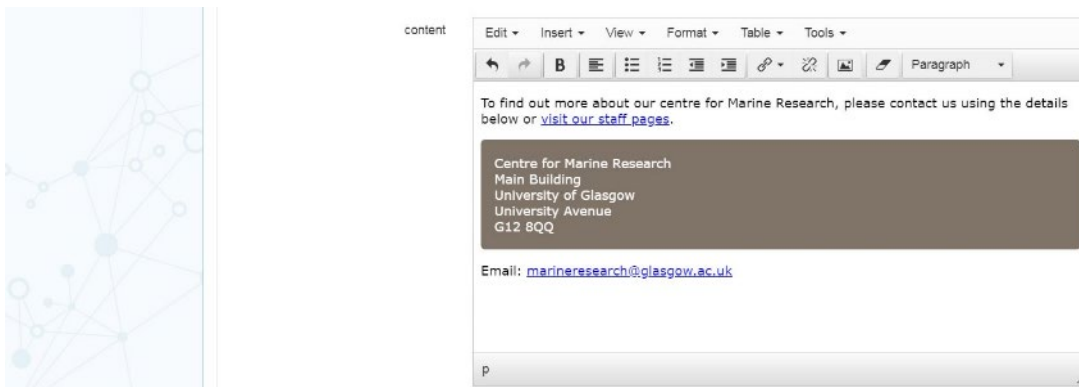 content
Edit Insert View Format Table Tools
B Paragraph
To find out more about our centre for Marine Research, please contact us using the details
below or visit our staff pages.
Centre for Marine Research
Main Building
University of Glasgow
University Avenue
G12 8QQ
Email: marineresearch@glasgow.ac.uk
p